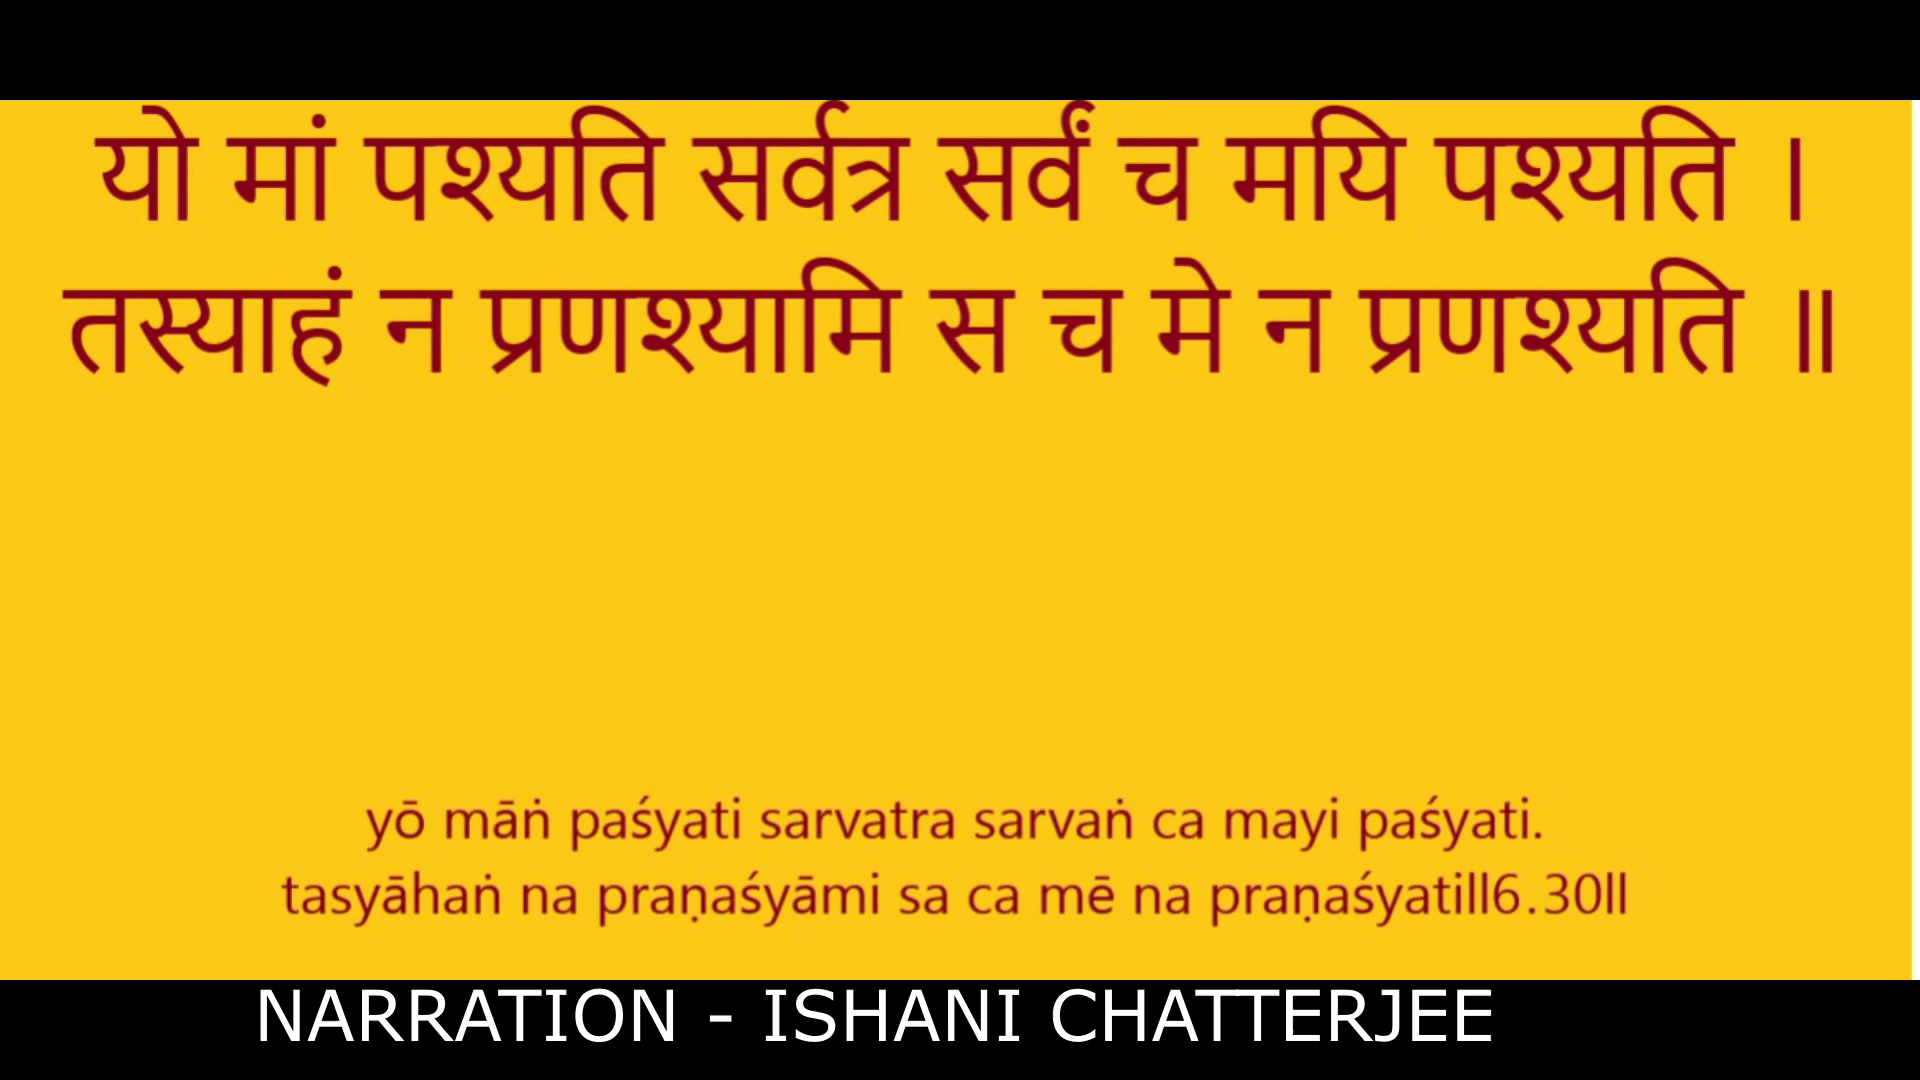 यो मां पश्यति सर्वत्र सर्वं च मयि पश्यति ।
तस्याहं न प्रणश्यामि स च मे न प्रणश्यति ॥
yō māṅ paśyati sarvatra sarvaṅ ca mayi paśyati.
tasyāhaṅ na praṇaśyāmi sa ca mē na praṇaśyatill6.30ll
NARRATION - ISHANI CHATTERJEE